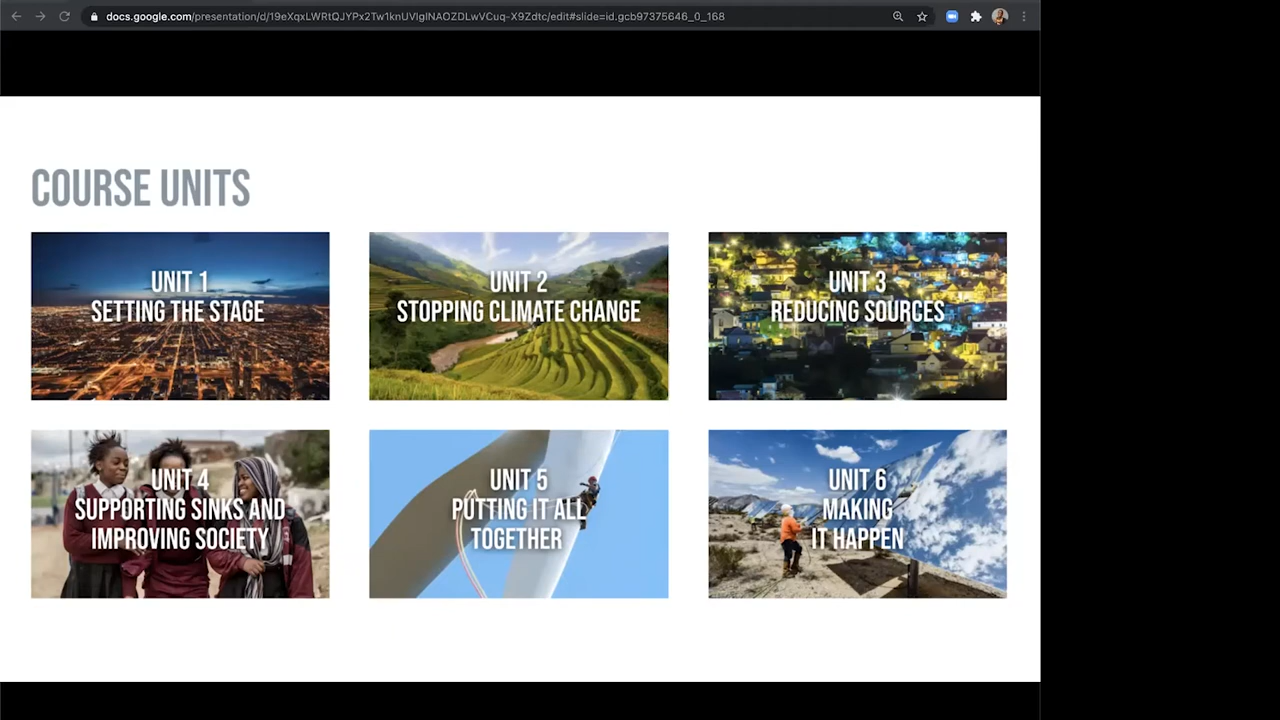 docs.google.com/presentation/d/19eXqxLWRtQJYPx2Tw1knUVIgINAOZDLwVCuq-X9Zdtc/edit#slide=id.gcb97375646_0_168
COURSE UNITS
UNIT 1
SETTING THE STAGE
UNIT 2
STOPPING CLIMATE CHANGE
UNIT 3
REDUCING SOURCES
UNIT 4
SUPPORTING SINKS AND
IMPROVING SOCIETY
UNIT 5
PUTTING IT ALL
TOGETHER
UNIT 6
MAKING
IT HAPPEN